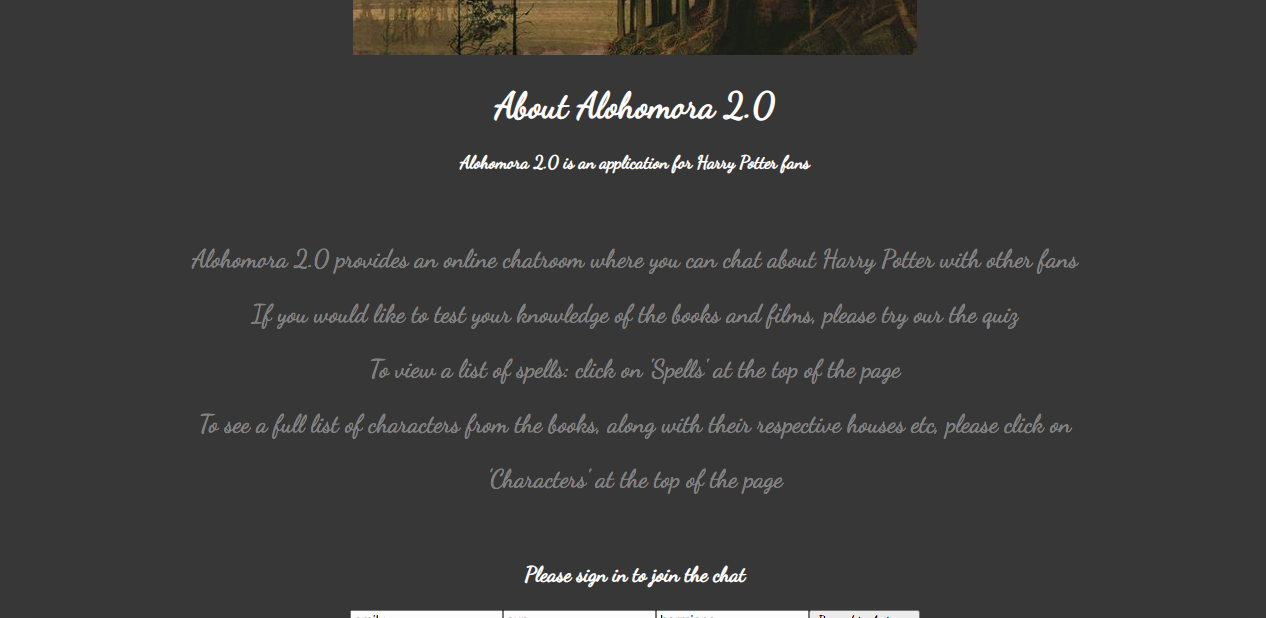 About Alohomora 2.0
Alohomora 2.0 is an application for Harry Potter fans
Alohomora 2.0 provides an online chatroom where you can chat about Harry Potter with other fans
If you would like to test your knowledge of the books and films, please try our the quiz
To view a list of spells: click on 'Spells' at the top of the page
To see a full list of characters from the books, along with their respective houses etc, please click on
'Characters' at the top of the page
Please sign in to join the chat